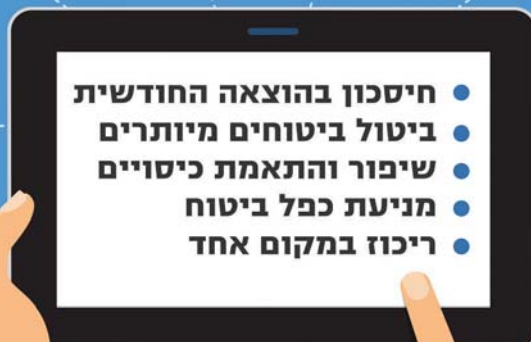 • חיסכון בהוצאה החודשית
• ביטול ביטוחים מיותרים
• שיפור והתאמת כיסויים
• מניעת כפל ביטוח
• ריכוז במקום אחד